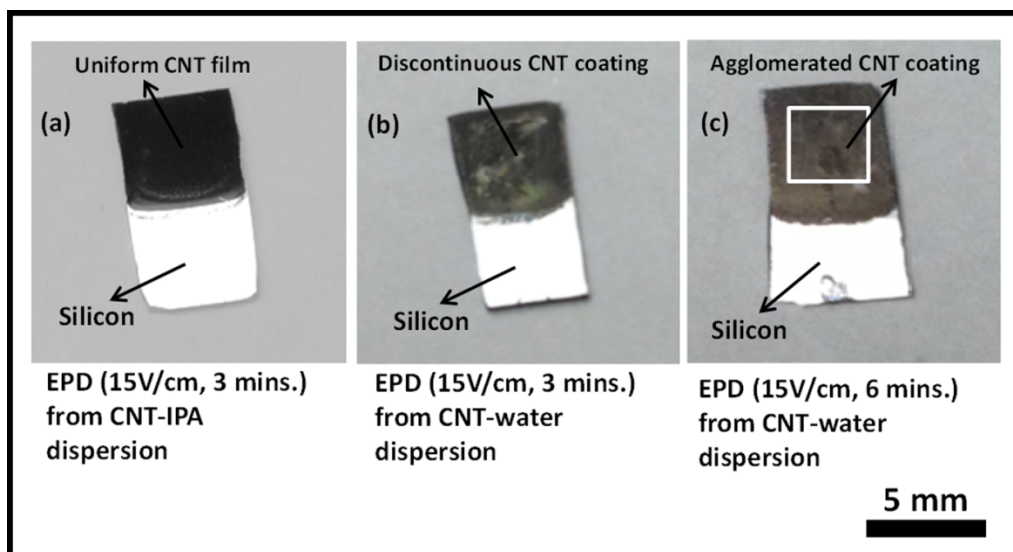 Uniform CNT film
(a)
Silicon
EPD (15V/cm, 3 mins.)
from CNT-IPA
dispersion
Discontinuous CNT coating
(b)
Silicon
EPD (15V/cm, 3 mins.)
from CNT-water
dispersion
Agglomerated CNT coating
(c)
Silicon
EPD (15V/cm, 6 mins.)
from CNT-water
dispersion
5 mm